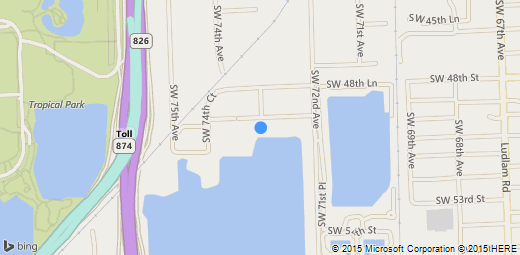 SW 45th Ln
SW 67th Ave
SW 74th Ave
SW 71st Ave
826
SW 48th St
SW 48th Ln
SW 74th Ct
SW 72nd Ave
Tropical Park
SW 75th Ave
Toll
874
SW 69th Ave
SW 68th Ave
Ludlam Rd
SW 71st Pl
SW 53rd St
SW 54th St
bing
© 2015 Microsoft Corporation © 2015 HERE